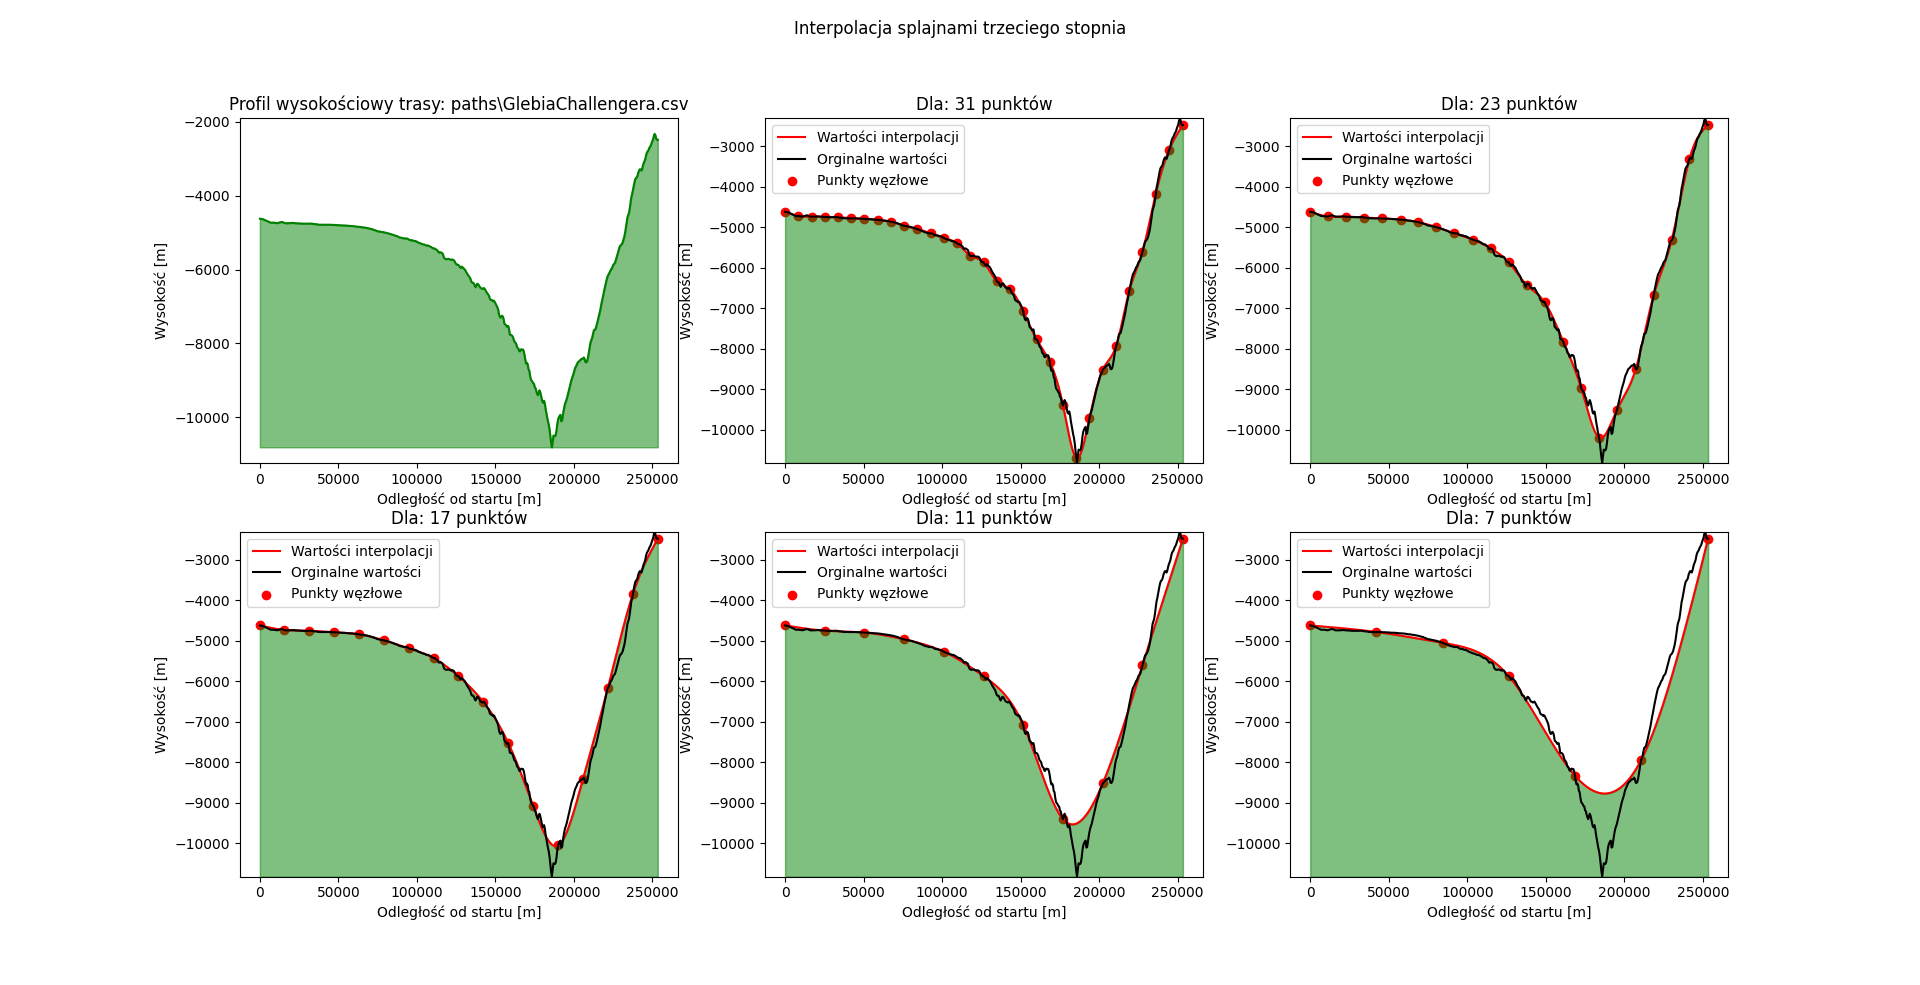 Interpolacja splajnami trzeciego stopnia
Profil wysokościowy trasy: paths\GlebiaChallengera.csv
−2000
−4000
−6000
−8000
−10000
Wysokość [m]
0 50000 100000 150000 200000 250000
Odległość od startu [m]
Dla: 31 punktów
Wartości interpolacji
Orginalne wartości
Punkty węzłowe
−3000
−4000
−5000
−6000
−7000
−8000
−9000
−10000
Wysokość [m]
0 50000 100000 150000 200000 250000
Odległość od startu [m]
Dla: 23 punktów
Wartości interpolacji
Orginalne wartości
Punkty węzłowe
−3000
−4000
−5000
−6000
−7000
−8000
−9000
−10000
Wysokość [m]
0 50000 100000 150000 200000 250000
Odległość od startu [m]
Dla: 17 punktów
Wartości interpolacji
Orginalne wartości
Punkty węzłowe
−3000
−4000
−5000
−6000
−7000
−8000
−9000
−10000
Wysokość [m]
0 50000 100000 150000 200000 250000
Odległość od startu [m]
Dla: 11 punktów
Wartości interpolacji
Orginalne wartości
Punkty węzłowe
−3000
−4000
−5000
−6000
−7000
−8000
−9000
−10000
Wysokość [m]
0 50000 100000 150000 200000 250000
Odległość od startu [m]
Dla: 7 punktów
Wartości interpolacji
Orginalne wartości
Punkty węzłowe
−3000
−4000
−5000
−6000
−7000
−8000
−9000
−10000
Wysokość [m]
0 50000 100000 150000 200000 250000
Odległość od startu [m]